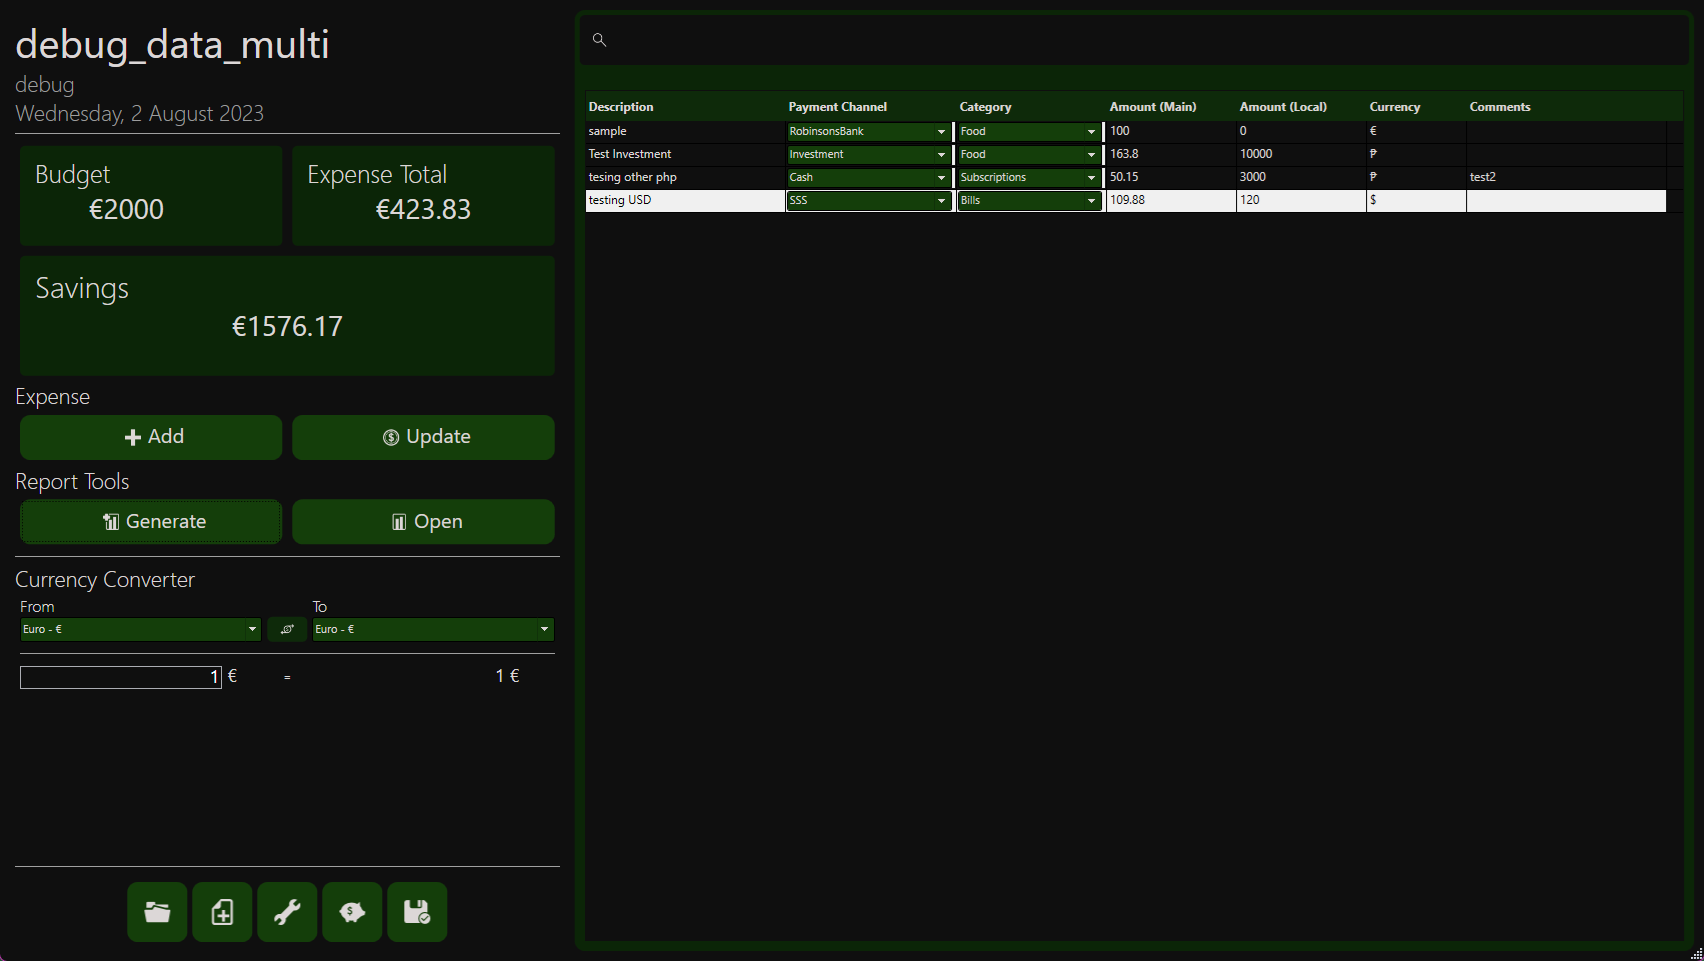 debug_data_multi
debug
Wednesday, 2 August 2023
Budget
€2000
Expense Total
€423.83
Savings
€1576.17
Expense
Add
Update
Report Tools
Generate
Open
Currency Converter
From
To
Euro - €
Euro - €
1 € = 1 €
Description Payment Channel Category Amount (Main) Amount (Local) Currency Comments
sample RobinsonsBank Food 100 0 €
Test Investment Investment Food 163.8 10000 ₱
tesing other php Cash Subscriptions 50.15 3000 ₱ test2
testing USD SSS Bills 109.88 120 $